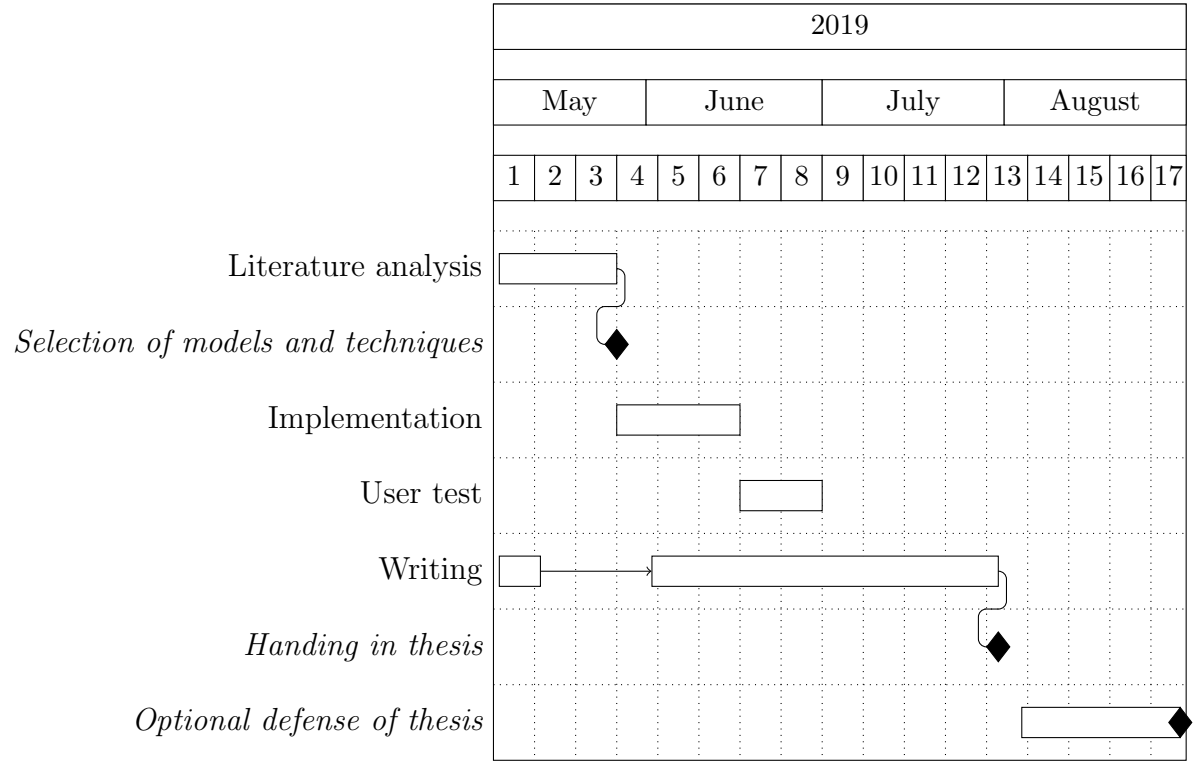 2019
May June July August
1 2 3 4 5 6 7 8 9 10 11 12 13 14 15 16 17
Literature analysis
Selection of models and techniques
Implementation
User test
Writing
Handing in thesis
Optional defense of thesis